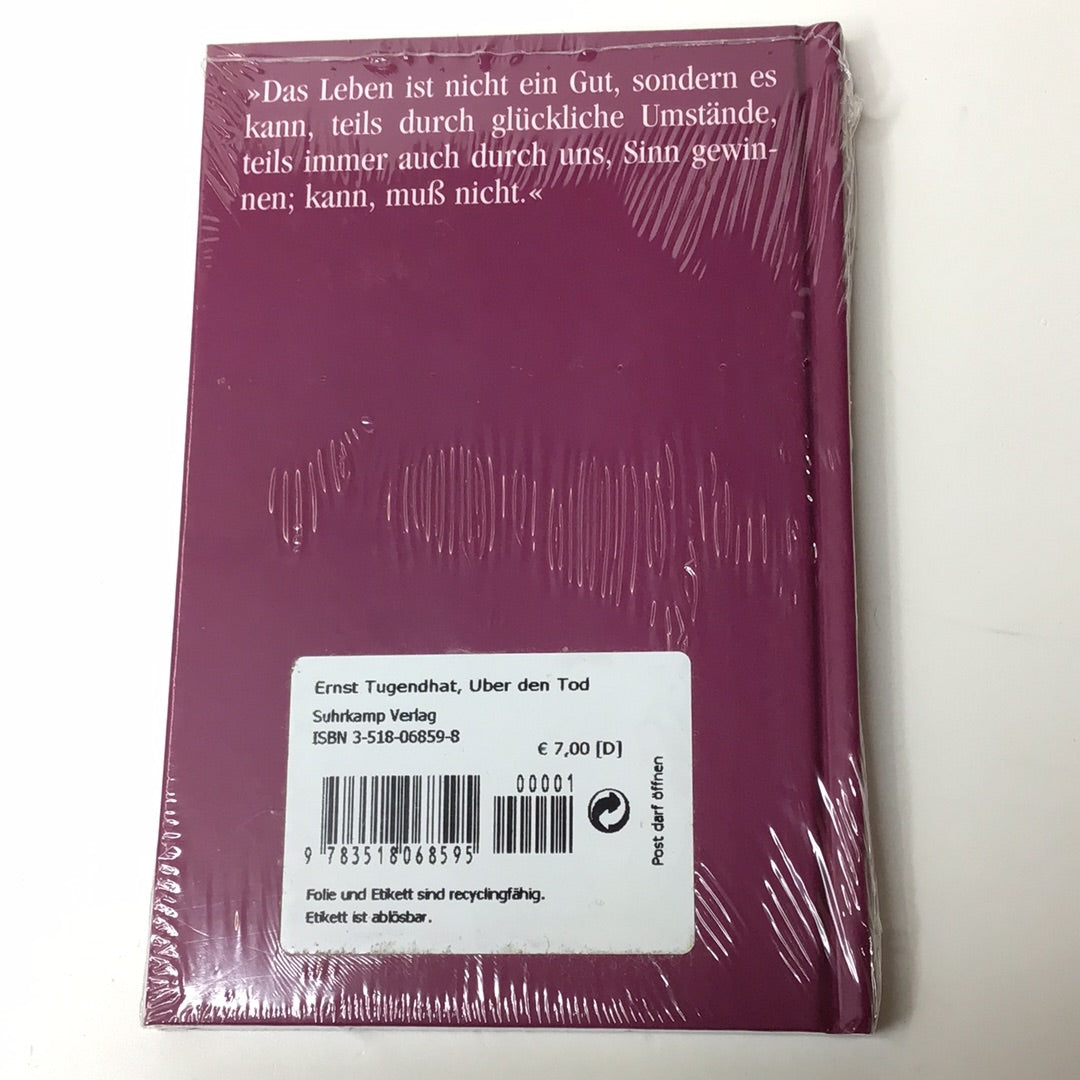 »Das Leben ist nicht ein Gut, sondern es
kann, teils durch glückliche Umstände,
teils immer auch durch uns, Sinn gewin-
nen; kann, muß nicht.«
Ernst Tugendhat, Uber den Tod
Suhrkamp Verlag
ISBN 3-518-06859-8
€ 7,00 [D]
00001
9 783518 068595
Post darf öffnen
Folie und Etikett sind recyclingfähig.
Etikett ist ablösbar.